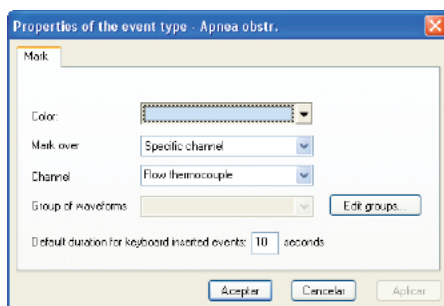 Properties of the event type - Apnea obstr.
Mark
Color:
Mark over Specific channel
Channel Flow thermocouple
Group of waveforms Edit groups...
Default duration for keyboard inserted events: 10 seconds
Aceptar Cancelar Aplicar